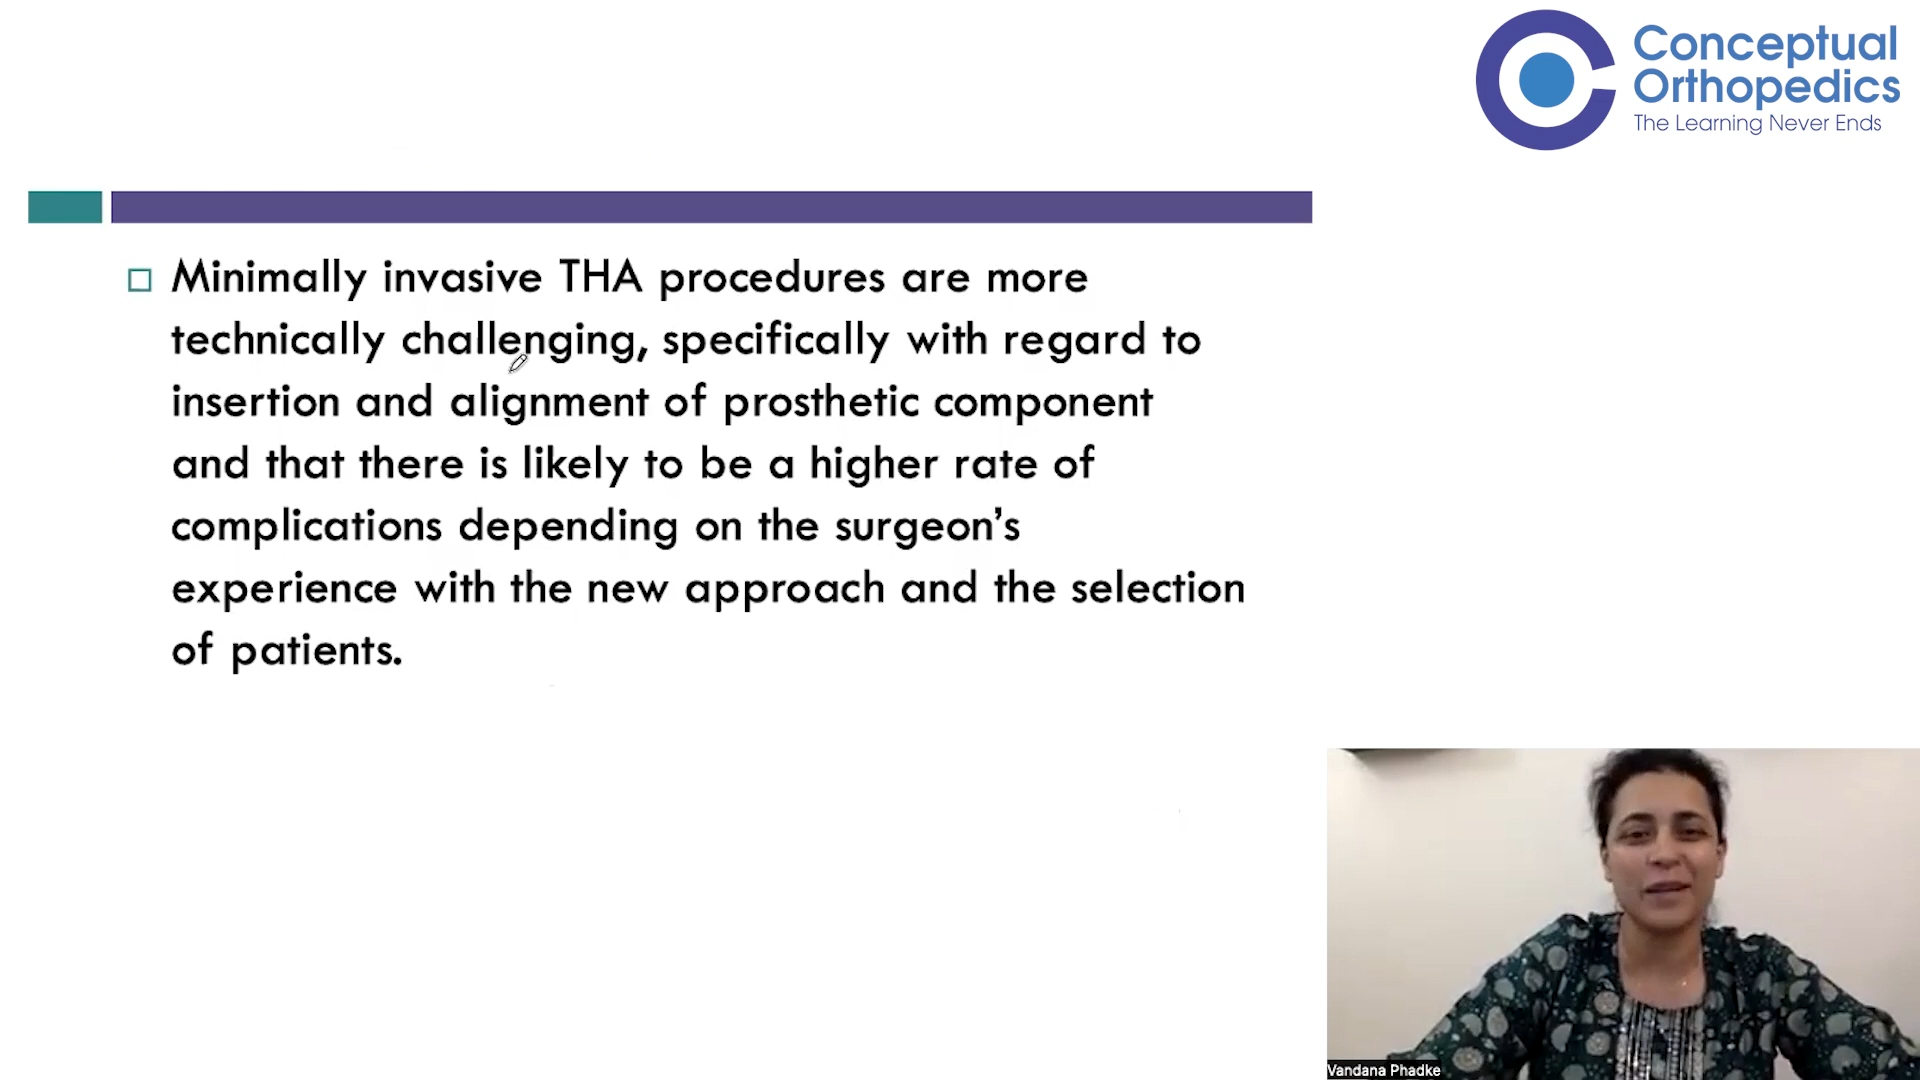 Conceptual
Orthopedics
The Learning Never Ends
Minimally invasive THA procedures are more
technically challenging, specifically with regard to
insertion and alignment of prosthetic component
and that there is likely to be a higher rate of
complications depending on the surgeon’s
experience with the new approach and the selection
of patients.
Vandana Phadke